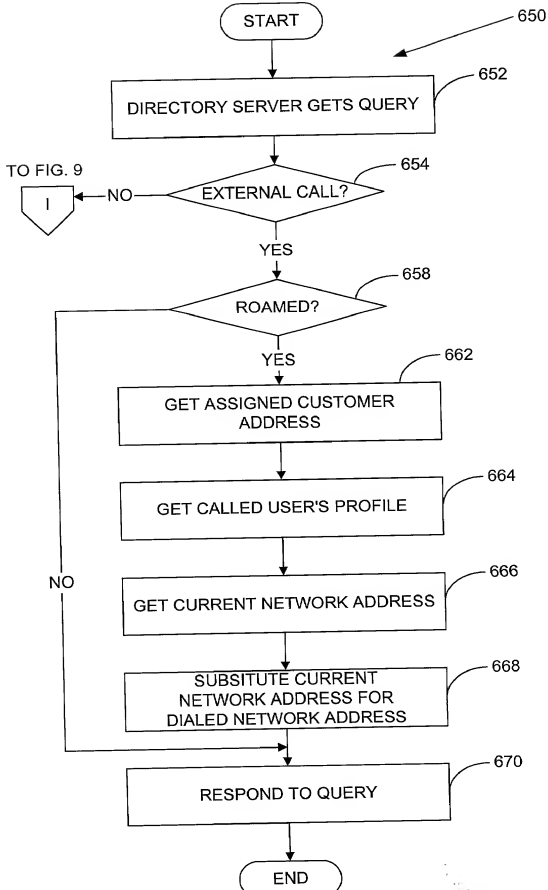 START
650
652
DIRECTORY SERVER GETS QUERY
654
TO FIG. 9
I
NO
EXTERNAL CALL?
YES
658
ROAMED?
YES
662
GET ASSIGNED CUSTOMER
ADDRESS
664
GET CALLED USER'S PROFILE
NO
666
GET CURRENT NETWORK ADDRESS
668
SUBSITUTE CURRENT
NETWORK ADDRESS FOR
DIALED NETWORK ADDRESS
670
RESPOND TO QUERY
END